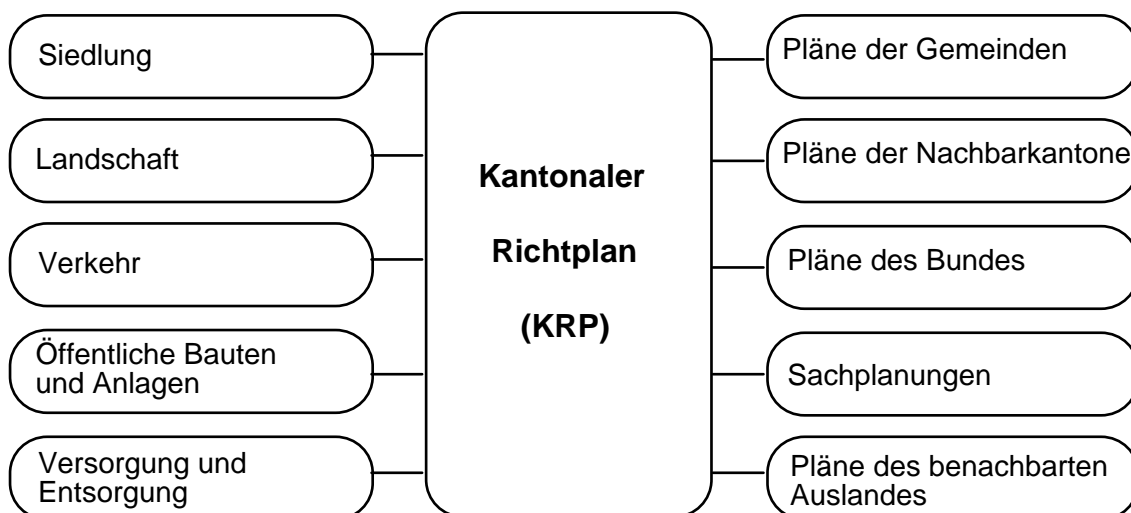 Siedlung
Landschaft
Verkehr
Öffentliche Bauten
und Anlagen
Versorgung und
Entsorgung
Kantonaler
Richtplan
(KRP)
Pläne der Gemeinden
Pläne der Nachbarkantone
Pläne des Bundes
Sachplanungen
Pläne des benachbarten
Auslandes